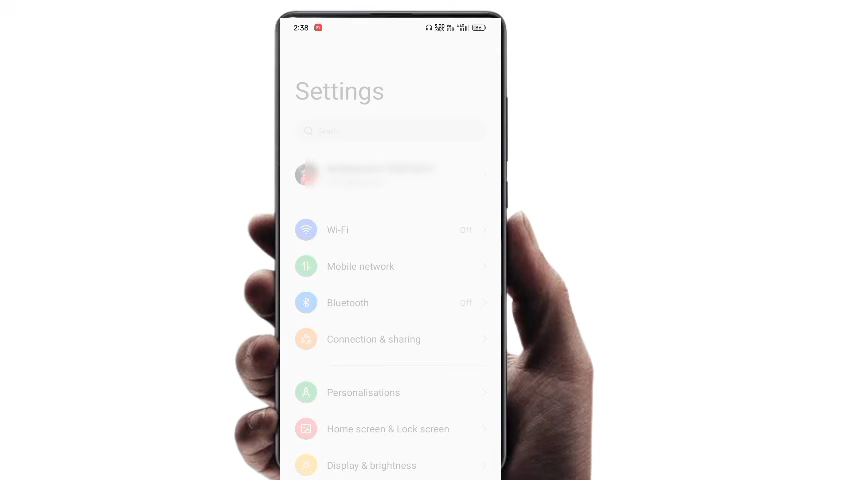 2:38
Settings
Wi-Fi
Off
Mobile network
Bluetooth
Off
Connection & sharing
Personalisations
Home screen & Lock screen
Display & brightness